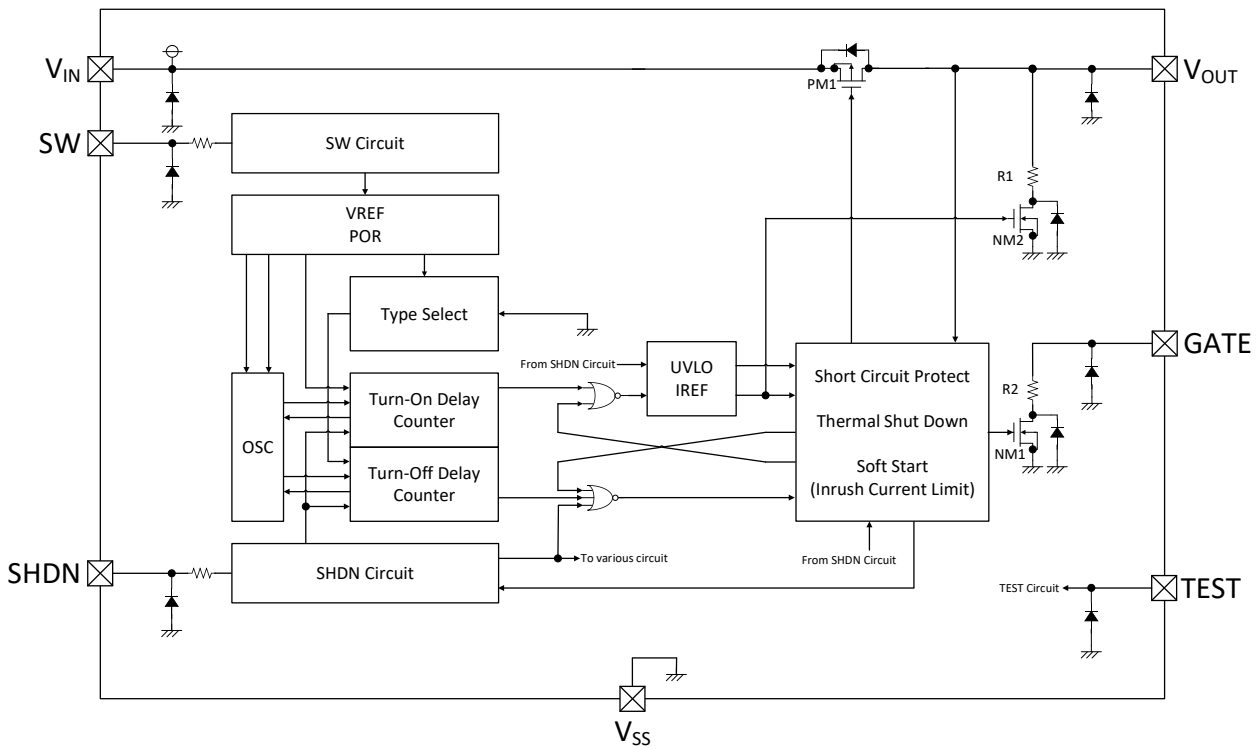 VIN
PM1
VOUT
SW
SW Circuit
R1
VREF
POR
NM2
Type Select
From SHDN Circuit
UVLO
IREF
GATE
Short Circuit Protect
R2
OSC
Turn-On Delay
Counter
Thermal Shut Down
NM1
Turn-Off Delay
Counter
Soft Start
(Inrush Current Limit)
SHDN
SHDN Circuit
To various circuit
From SHDN Circuit
TEST Circuit
TEST
VSS